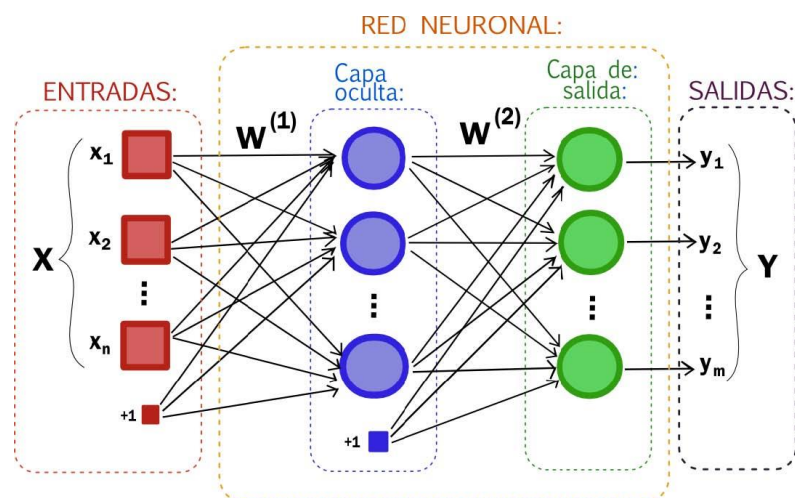 RED NEURONAL:
ENTRADAS:
Capa
oculta:
Capa de:
salida:
SALIDAS:
W(1)
W(2)
x1
x2
xn
+1
X
+1
y1
y2
ym
Y